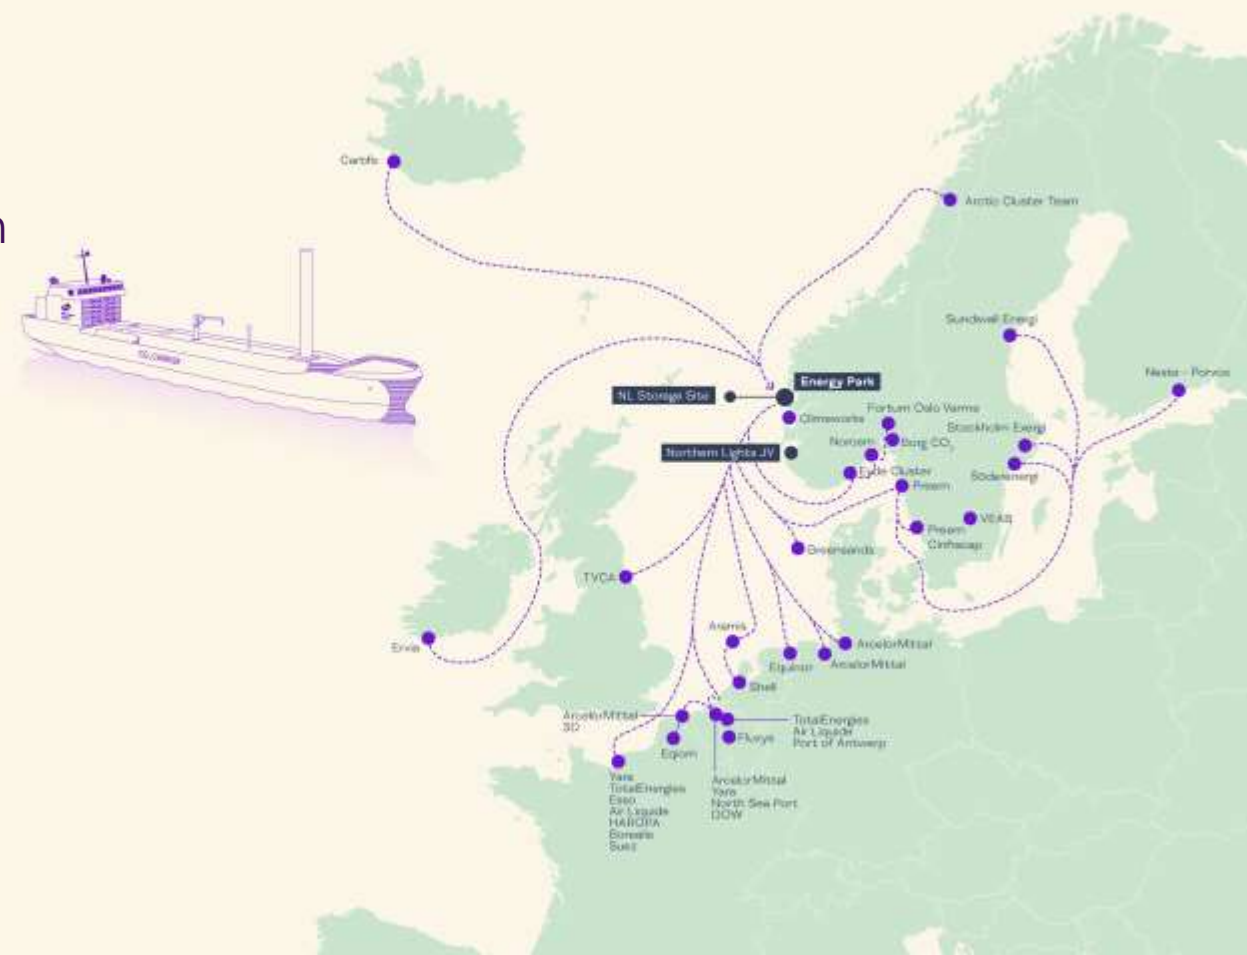 n
Carbfix
Arctic Cluster Team
Sundsvall Energi
Neste - Porvoo
NL Storage Site
Energy Park
Climeworks
Fortum Oslo Varme
Stockholm Exergi
Norcem
Borg CO₂
Northern Lights JV
Eyde Cluster
Söderenergi
Preem
VEAS
Preem
Cinfracap
Greensands
TVCA
Aramis
Ervia
ArcelorMittal
Equinor
ArcelorMittal
Shell
ArcelorMittal
3D
TotalEnergies
Air Liquide
Port of Antwerp
Fluxys
Eqiom
Yara
TotalEnergies
Esso
Air Liquide
HAROPA
Borealis
Suez
ArcelorMittal
Yara
North Sea Port
DOW